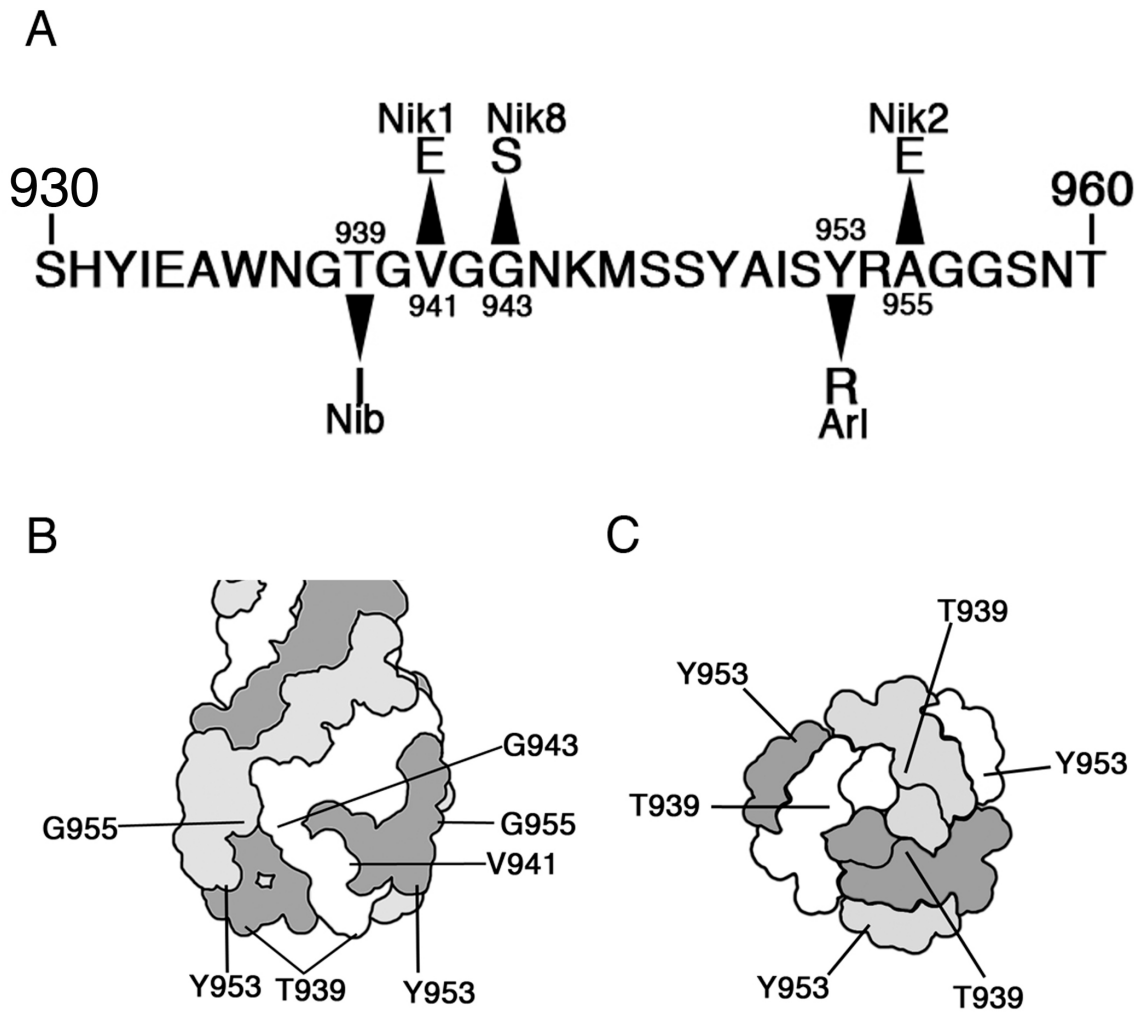 A
Nik1 Nik8 Nik2
E S E
930 960
939 953
SHYIEAWNGTGVGGNKMSSYAISYRAGGSNT
941 943 955
I R
Nib Arl
B C
T939
Y953
G943
Y953
T939
G955 G955
V941
Y953 T939 Y953
Y953 T939